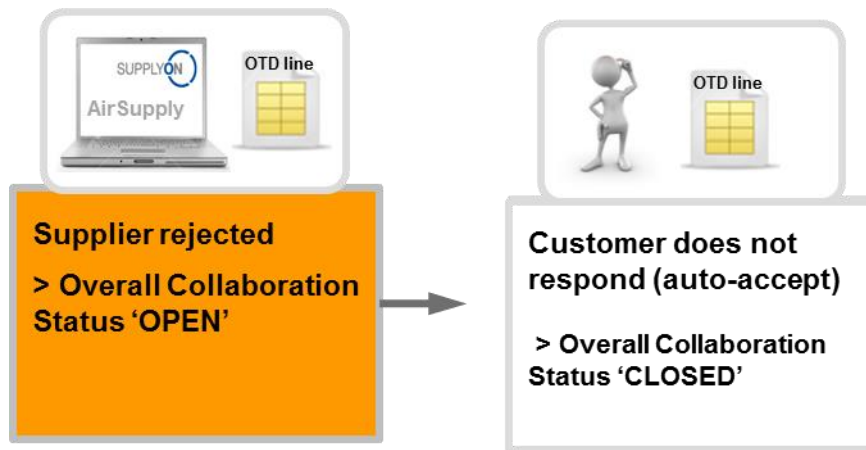 SUPPLYON
AirSupply
OTD line
Supplier rejected
> Overall Collaboration
Status ‘OPEN’
OTD line
Customer does not
respond (auto-accept)
> Overall Collaboration
Status ‘CLOSED’